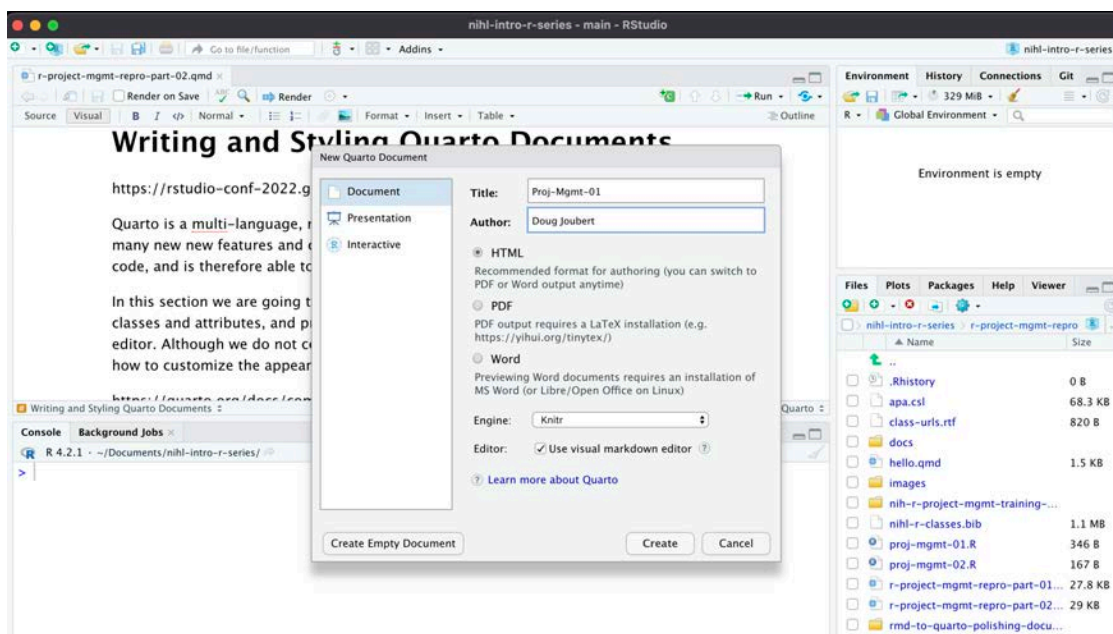 nihl-intro-r-series - main - RStudio
Go to file/function
Addins
nihl-intro-r-series
r-project-mgmt-repro-part-02.qmd
Render on Save
Render
Run
Source Visual B I </> Normal Format Insert Table Outline
Writing and Styling Quarto Documents
https://rstudio-conf-2022.g
Quarto is a multi-language,
many new new features and
code, and is therefore able to
In this section we are going t
classes and attributes, and p
editor. Although we do not c
how to customize the appear
Writing and Styling Quarto Documents
Quarto
Console Background Jobs
R 4.2.1 · ~/Documents/nihl-intro-r-series/
>
New Quarto Document
Document
Presentation
Interactive
Title: Proj-Mgmt-01
Author: Doug Joubert
HTML
Recommended format for authoring (you can switch to
PDF or Word output anytime)
PDF
PDF output requires a LaTeX installation (e.g.
https://yihui.org/tinytex/)
Word
Previewing Word documents requires an installation of
MS Word (or Libre/Open Office on Linux)
Engine: Knitr
Editor: Use visual markdown editor ?
? Learn more about Quarto
Create Empty Document
Create
Cancel
Environment History Connections Git
329 MiB
R Global Environment
Environment is empty
Files Plots Packages Help Viewer
nihl-intro-r-series r-project-mgmt-repro
Name Size
..
.Rhistory 0 B
apa.csl 68.3 KB
class-urls.rtf 820 B
docs
hello.qmd 1.5 KB
images
nih-r-project-mgmt-training-...
nihl-r-classes.bib 1.1 MB
proj-mgmt-01.R 346 B
proj-mgmt-02.R 167 B
r-project-mgmt-repro-part-01... 27.8 KB
r-project-mgmt-repro-part-02... 29 KB
rmd-to-quarto-polishing-docu...